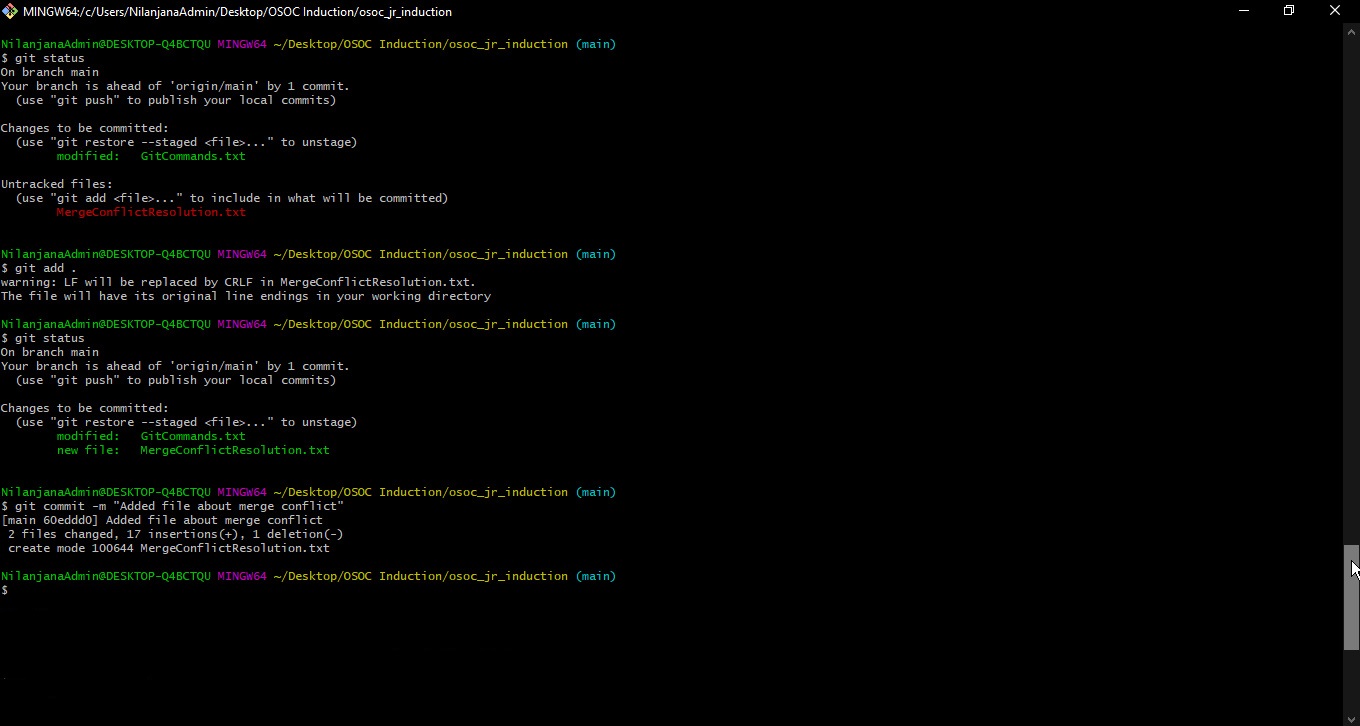 MINGW64:/c/Users/NilanjanaAdmin/Desktop/OSOC Induction/osoc_jr_induction
NilanjanaAdmin@DESKTOP-Q4BCTQU MINGW64 ~/Desktop/OSOC Induction/osoc_jr_induction (main)
$ git status
On branch main
Your branch is ahead of 'origin/main' by 1 commit.
  (use "git push" to publish your local commits)
Changes to be committed:
  (use "git restore --staged <file>..." to unstage)
        modified:   GitCommands.txt
Untracked files:
  (use "git add <file>..." to include in what will be committed)
        MergeConflictResolution.txt
NilanjanaAdmin@DESKTOP-Q4BCTQU MINGW64 ~/Desktop/OSOC Induction/osoc_jr_induction (main)
$ git add .
warning: LF will be replaced by CRLF in MergeConflictResolution.txt.
The file will have its original line endings in your working directory
NilanjanaAdmin@DESKTOP-Q4BCTQU MINGW64 ~/Desktop/OSOC Induction/osoc_jr_induction (main)
$ git status
On branch main
Your branch is ahead of 'origin/main' by 1 commit.
  (use "git push" to publish your local commits)
Changes to be committed:
  (use "git restore --staged <file>..." to unstage)
        modified:   GitCommands.txt
        new file:   MergeConflictResolution.txt
NilanjanaAdmin@DESKTOP-Q4BCTQU MINGW64 ~/Desktop/OSOC Induction/osoc_jr_induction (main)
$ git commit -m "Added file about merge conflict"
[main 60eddd0] Added file about merge conflict
 2 files changed, 17 insertions(+), 1 deletion(-)
 create mode 100644 MergeConflictResolution.txt
NilanjanaAdmin@DESKTOP-Q4BCTQU MINGW64 ~/Desktop/OSOC Induction/osoc_jr_induction (main)
$